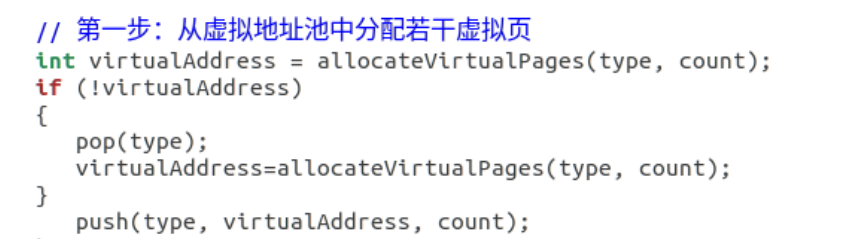 // 第一步：从虚拟地址池中分配若干虚拟页
int virtualAddress = allocateVirtualPages(type, count);
if (!virtualAddress)
{
   pop(type);
   virtualAddress=allocateVirtualPages(type, count);
}
   push(type, virtualAddress, count);